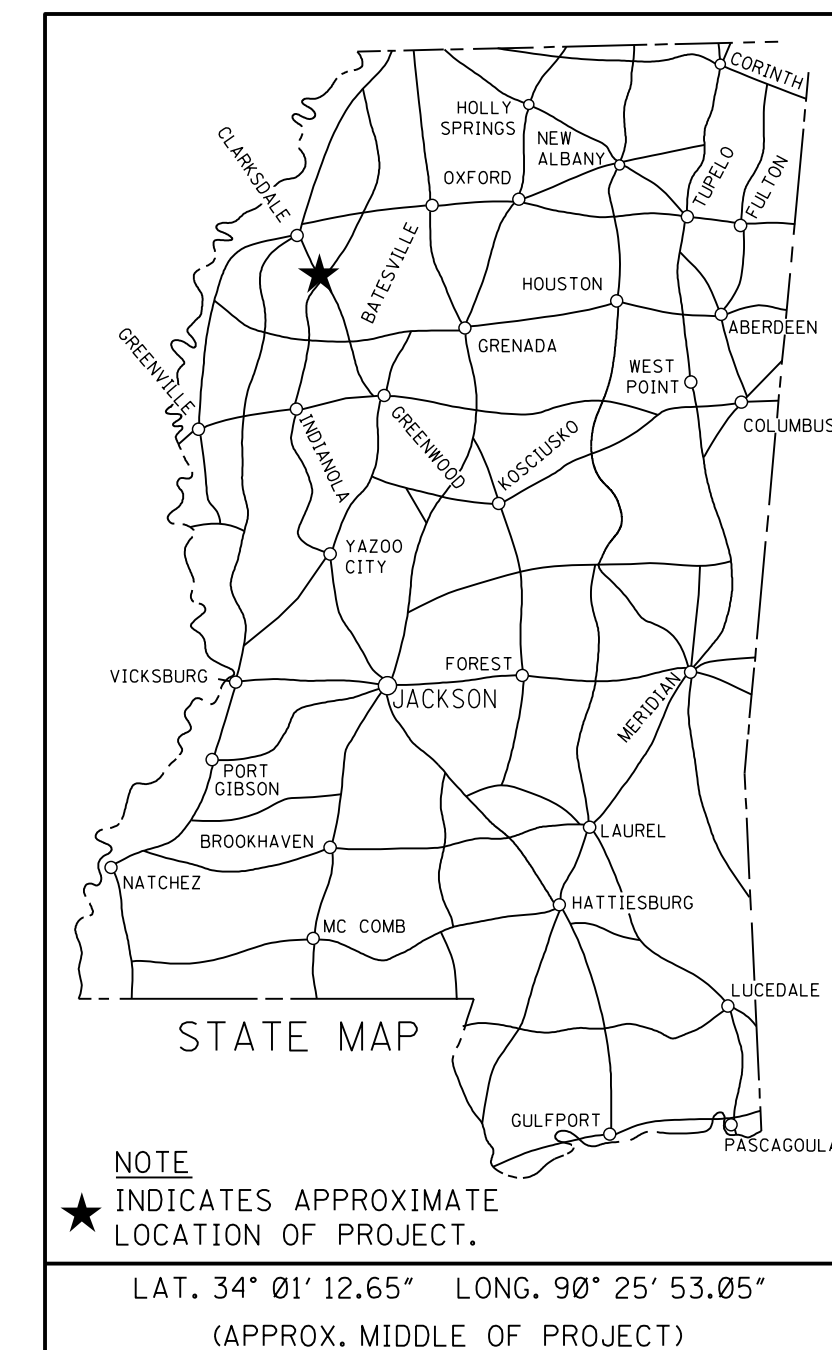 CORINTH
HOLLY
SPRINGS
NEW
ALBANY
CLARKSDALE
OXFORD
TUPELO
FULTON
BATESVILLE
HOUSTON
ABERDEEN
GREENVILLE
GRENADA
WEST
POINT
COLUMBUS
INDIANOLA
GREENWOOD
KOSCIUSKO
YAZOO
CITY
VICKSBURG
FOREST
JACKSON
MERIDIAN
PORT
GIBSON
BROOKHAVEN
LAUREL
NATCHEZ
HATTIESBURG
MC COMB
LUCEDALE
STATE MAP
GULFPORT
PASCAGOULA
NOTE
INDICATES APPROXIMATE
LOCATION OF PROJECT.
LAT. 34° 01' 12.65" LONG. 90° 25' 53.05"
(APPROX. MIDDLE OF PROJECT)